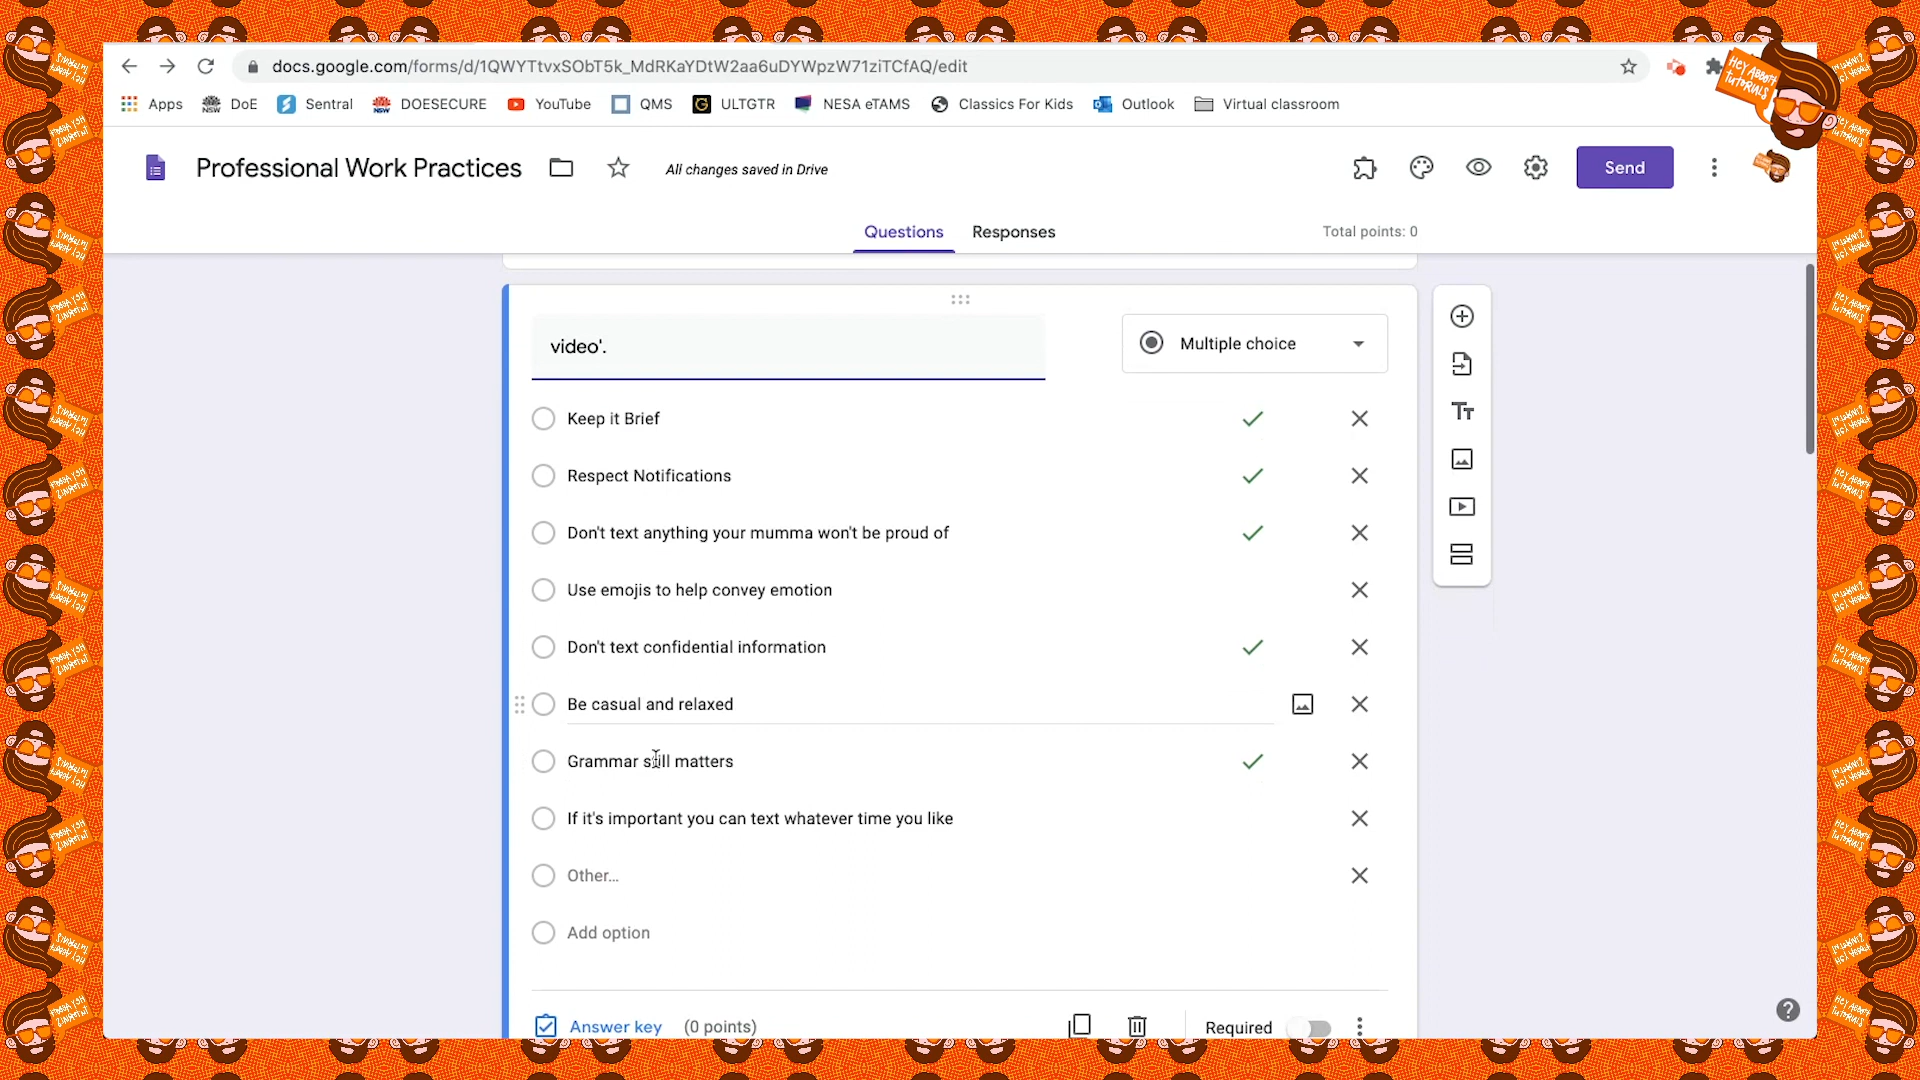 docs.google.com/forms/d/1QWYTtvxSObT5k_MdRKaYDtW2aa6uDYWpzW71ziTCfAQ/edit
Apps DoE Sentral DOESECURE YouTube QMS ULTGTR NESA eTAMS Classics For Kids Outlook Virtual classroom
HEY ABBOTT TUTORIALS
Professional Work Practices All changes saved in Drive Send
Questions Responses Total points: 0
video'.
Multiple choice
Keep it Brief
Respect Notifications
Don't text anything your mumma won't be proud of
Use emojis to help convey emotion
Don't text confidential information
Be casual and relaxed
Grammar still matters
If it's important you can text whatever time you like
Other...
Add option
Answer key (0 points) Required